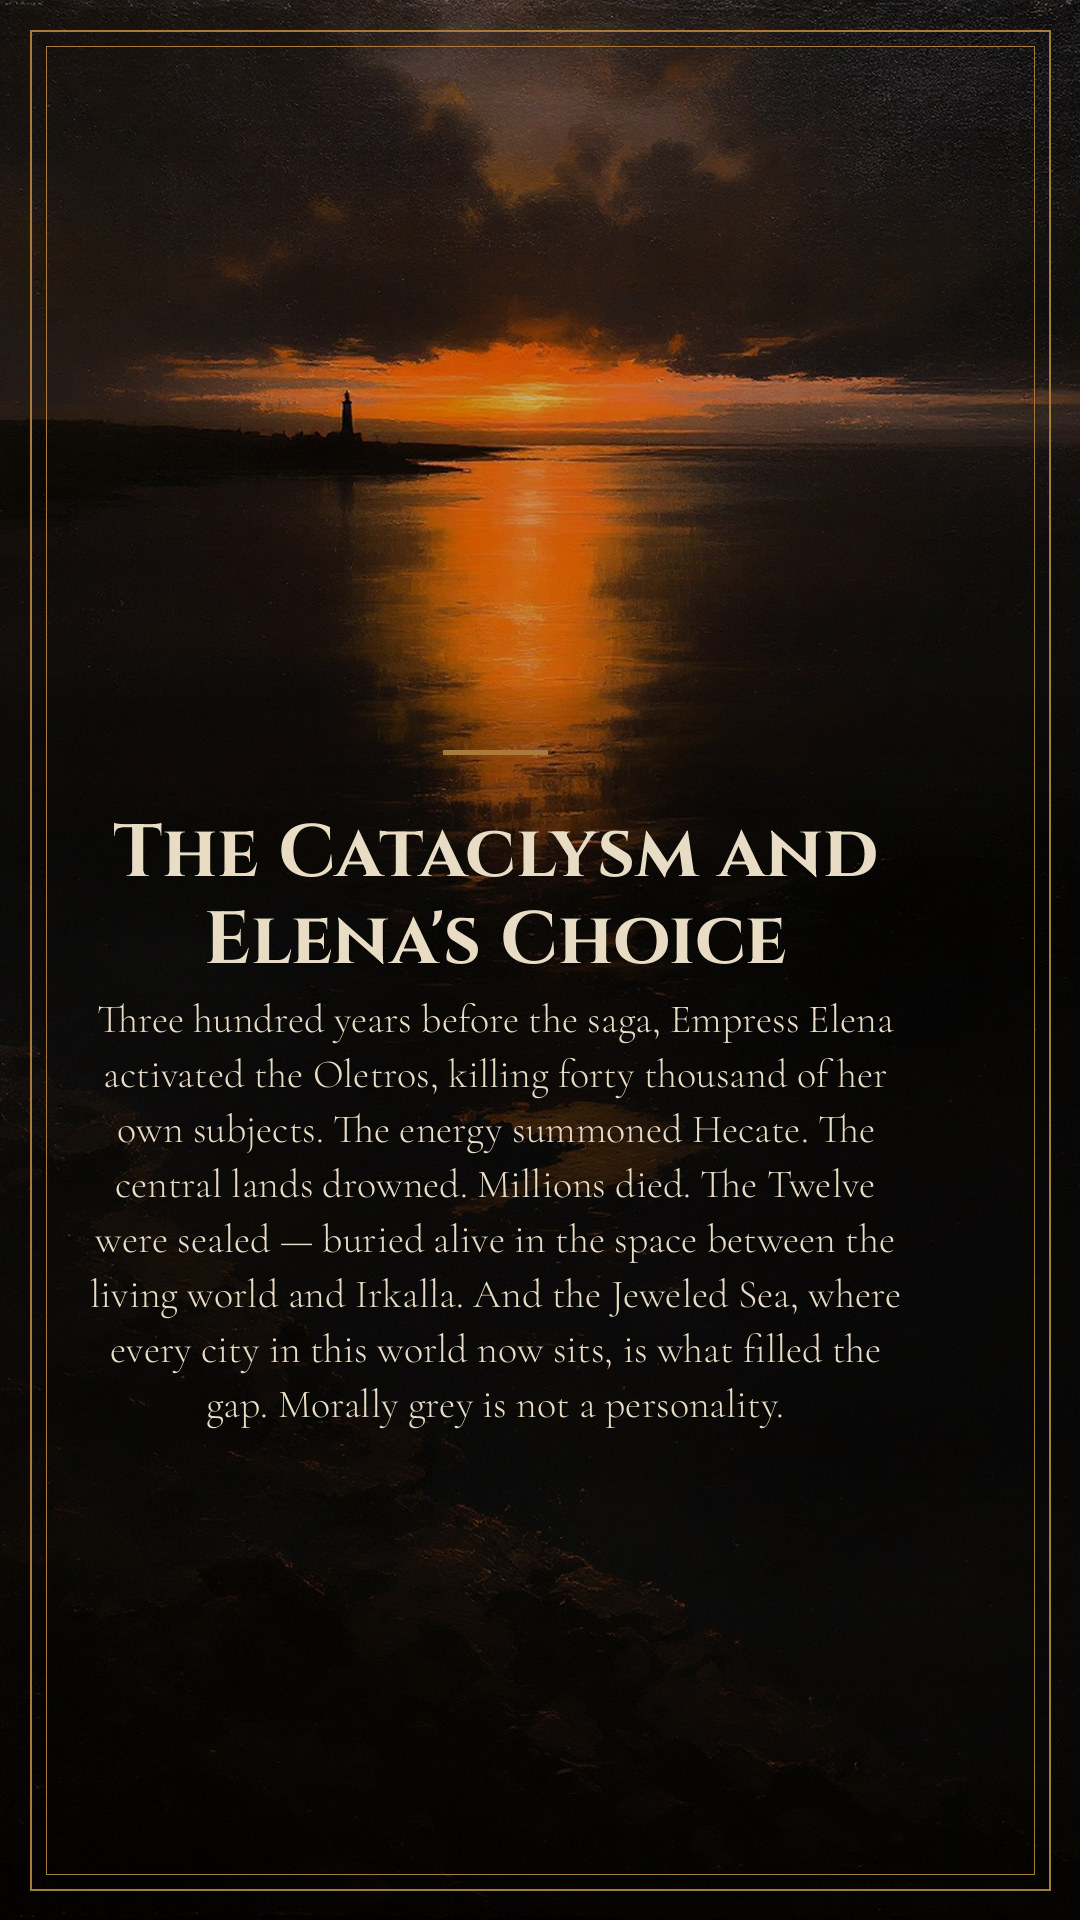 The Cataclysm and
Elena's Choice
Three hundred years before the saga, Empress Elena
activated the Oletros, killing forty thousand of her
own subjects. The energy summoned Hecate. The
central lands drowned. Millions died. The Twelve
were sealed — buried alive in the space between the
living world and Irkalla. And the Jeweled Sea, where
every city in this world now sits, is what filled the
gap. Morally grey is not a personality.